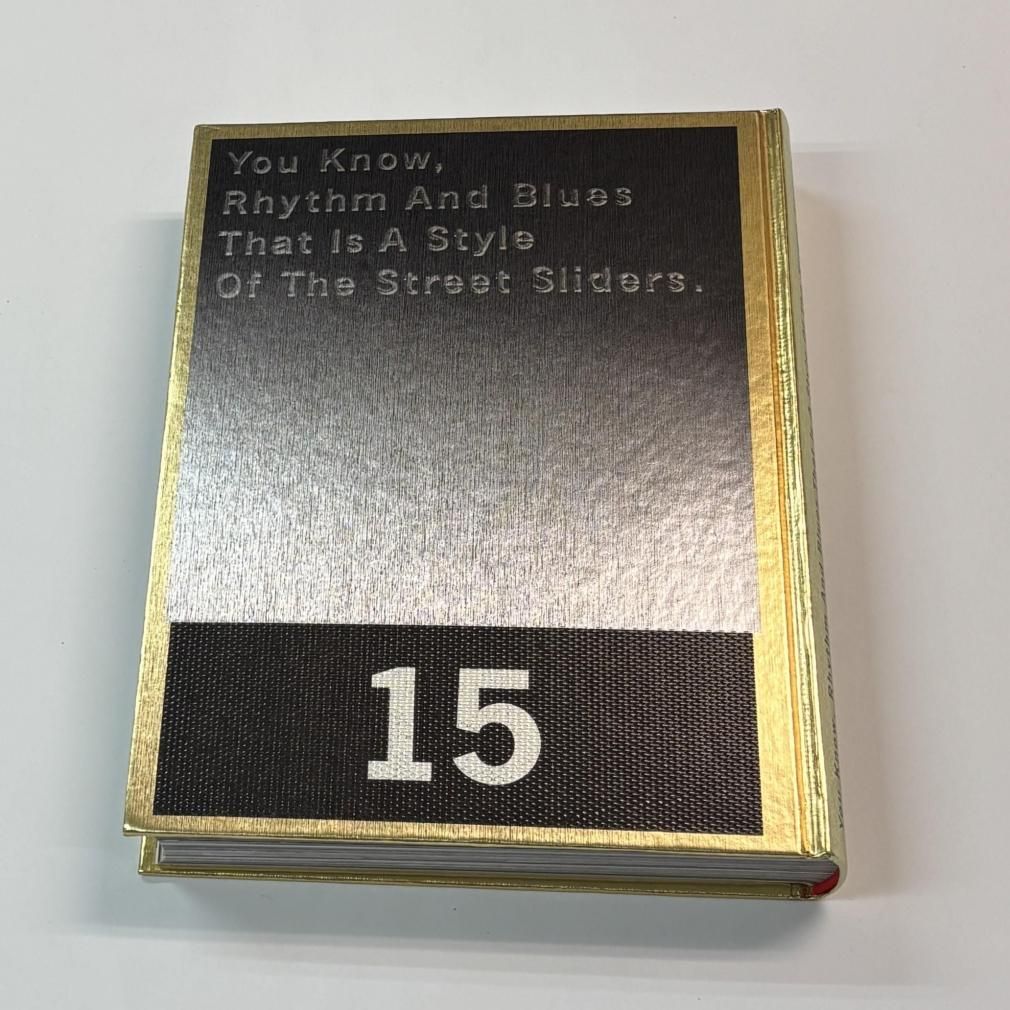 You Know,
Rhythm And Blues
That Is A Style
Of The Street Sliders.
15